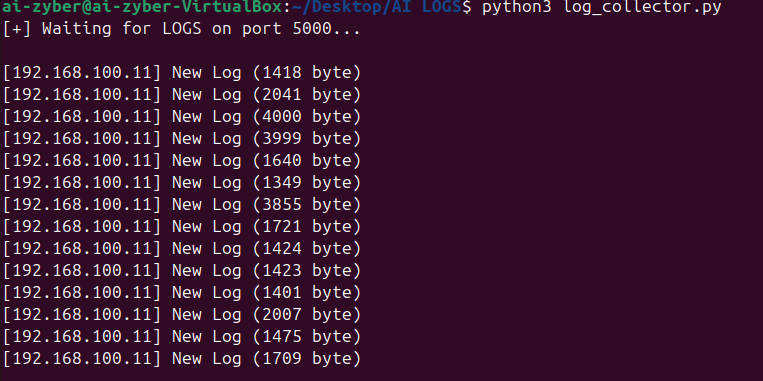 ai-zyber@ai-zyber-VirtualBox:~/Desktop/AI LOGS$ python3 log_collector.py
[+] Waiting for LOGS on port 5000...
[192.168.100.11] New Log (1418 byte)
[192.168.100.11] New Log (2041 byte)
[192.168.100.11] New Log (4000 byte)
[192.168.100.11] New Log (3999 byte)
[192.168.100.11] New Log (1640 byte)
[192.168.100.11] New Log (1349 byte)
[192.168.100.11] New Log (3855 byte)
[192.168.100.11] New Log (1721 byte)
[192.168.100.11] New Log (1424 byte)
[192.168.100.11] New Log (1423 byte)
[192.168.100.11] New Log (1401 byte)
[192.168.100.11] New Log (2007 byte)
[192.168.100.11] New Log (1475 byte)
[192.168.100.11] New Log (1709 byte)